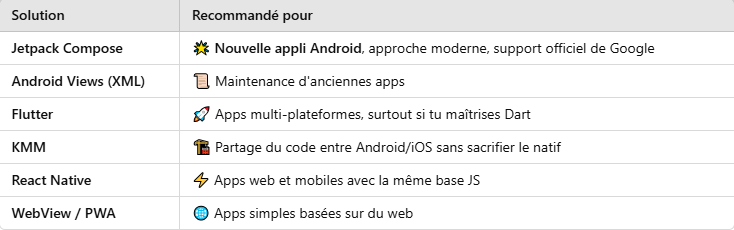 Solution Recommandé pour
Jetpack Compose 🌟 Nouvelle appli Android, approche moderne, support officiel de Google
Android Views (XML) 📜 Maintenance d'anciennes apps
Flutter 🚀 Apps multi-plateformes, surtout si tu maîtrises Dart
KMM 🏗️ Partage du code entre Android/iOS sans sacrifier le natif
React Native ⚡ Apps web et mobiles avec la même base JS
WebView / PWA 🌐 Apps simples basées sur du web